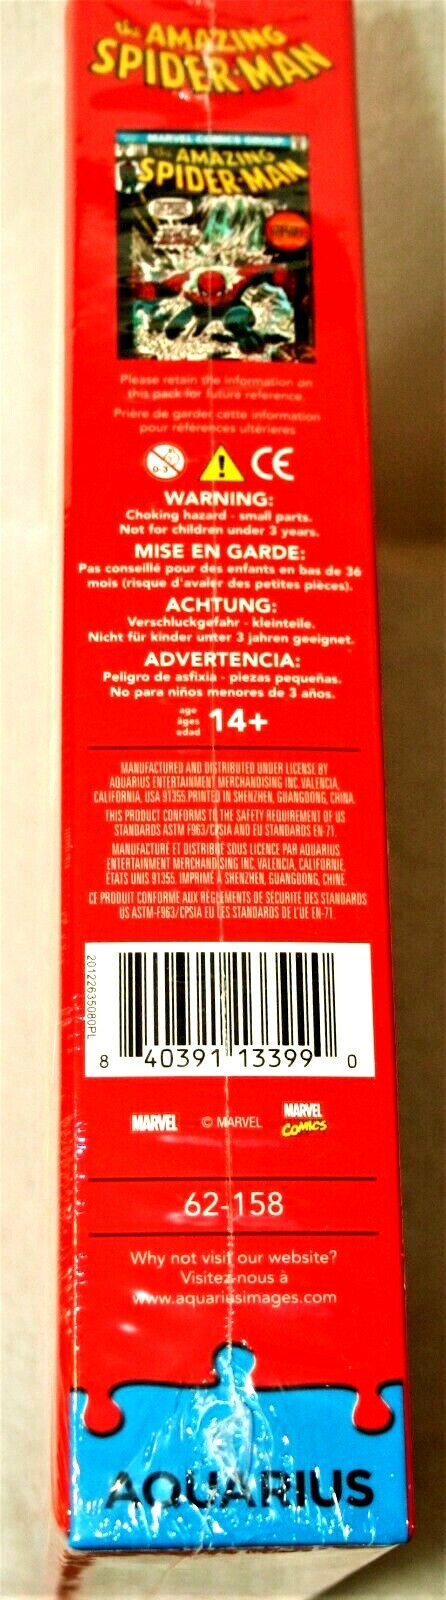 the AMAZING
SPIDER-MAN
MARVEL COMICS GROUP
the AMAZING
SPIDER-MAN
Please retain the information on
this pack for future reference.
Prière de garder cette information
pour références ultérieures
0-3
CE
WARNING:
Choking hazard - small parts.
Not for children under 3 years.
MISE EN GARDE:
Pas conseillé pour des enfants en bas de 36
mois (risque d'avaler des petites pièces).
ACHTUNG:
Verschluckgefahr - kleinteile.
Nicht für kinder unter 3 jahren geeignet.
ADVERTENCIA:
Peligro de asfixia - piezas pequeñas.
No para niños menores de 3 años.
age
âges
edad
14+
MANUFACTURED AND DISTRIBUTED UNDER LICENSE BY
AQUARIUS ENTERTAINMENT MERCHANDISING INC. VALENCIA,
CALIFORNIA. USA 91355. PRINTED IN SHENZHEN, GUANGDONG, CHINA.
THIS PRODUCT CONFORMS TO THE SAFETY REQUIREMENT OF US
STANDARDS ASTM F963/CPSIA AND EU STANDARDS EN-71.
MANUFACTURÉ ET DISTRIBUÉ SOUS LICENCE PAR AQUARIUS
ENTERTAINMENT MERCHANDISING INC. VALENCIA, CALIFORNIE,
ÉTATS UNIS 91355. IMPRIMÉ À SHENZHEN, GUANGDONG, CHINE.
CE PRODUIT CONFORME AUX RÈGLEMENTS DE SÉCURITÉ DES STANDARDS
US ASTM-F963/CPSIA EU LES STANDARDS DE L'UE EN-71.
20122635080PL
8 40391 13399 0
MARVEL © MARVEL MARVEL
COMICS
62-158
Why not visit our website?
Visitez-nous à
www.aquariusimages.com
AQUARIUS